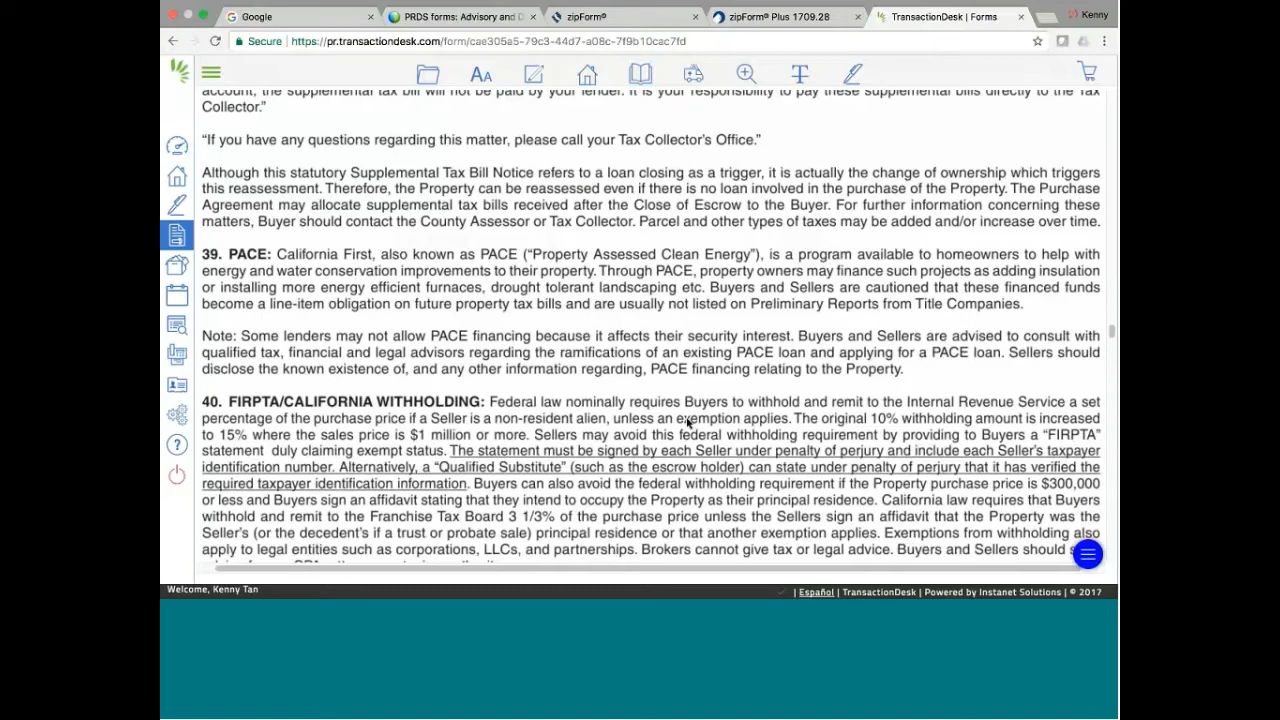 Google
PRDS forms: Advisory and D
zipForm®
zipForm® Plus 1709.28
TransactionDesk | Forms
Kenny
Secure | https://pr.transactiondesk.com/form/cae305a5-79c3-44d7-a08c-7f9b10cac7fd
account, the supplemental tax bill will not be paid by your lender. It is your responsibility to pay these supplemental bills directly to the Tax
Collector.”
“If you have any questions regarding this matter, please call your Tax Collector’s Office.”
Although this statutory Supplemental Tax Bill Notice refers to a loan closing as a trigger, it is actually the change of ownership which triggers
this reassessment. Therefore, the Property can be reassessed even if there is no loan involved in the purchase of the Property. The Purchase
Agreement may allocate supplemental tax bills received after the Close of Escrow to the Buyer. For further information concerning these
matters, Buyer should contact the County Assessor or Tax Collector. Parcel and other types of taxes may be added and/or increase over time.
39. PACE: California First, also known as PACE (“Property Assessed Clean Energy”), is a program available to homeowners to help with
energy and water conservation improvements to their property. Through PACE, property owners may finance such projects as adding insulation
or installing more energy efficient furnaces, drought tolerant landscaping etc. Buyers and Sellers are cautioned that these financed funds
become a line-item obligation on future property tax bills and are usually not listed on Preliminary Reports from Title Companies.
Note: Some lenders may not allow PACE financing because it affects their security interest. Buyers and Sellers are advised to consult with
qualified tax, financial and legal advisors regarding the ramifications of an existing PACE loan and applying for a PACE loan. Sellers should
disclose the known existence of, and any other information regarding, PACE financing relating to the Property.
40. FIRPTA/CALIFORNIA WITHHOLDING: Federal law nominally requires Buyers to withhold and remit to the Internal Revenue Service a set
percentage of the purchase price if a Seller is a non-resident alien, unless an exemption applies. The original 10% withholding amount is increased
to 15% where the sales price is $1 million or more. Sellers may avoid this federal withholding requirement by providing to Buyers a “FIRPTA”
statement duly claiming exempt status. The statement must be signed by each Seller under penalty of perjury and include each Seller’s taxpayer
identification number. Alternatively, a “Qualified Substitute” (such as the escrow holder) can state under penalty of perjury that it has verified the
required taxpayer identification information. Buyers can also avoid the federal withholding requirement if the Property purchase price is $300,000
or less and Buyers sign an affidavit stating that they intend to occupy the Property as their principal residence. California law requires that Buyers
withhold and remit to the Franchise Tax Board 3 1/3% of the purchase price unless the Sellers sign an affidavit that the Property was the
Seller’s (or the decedent’s if a trust or probate sale) principal residence or that another exemption applies. Exemptions from withholding also
apply to legal entities such as corporations, LLCs, and partnerships. Brokers cannot give tax or legal advice. Buyers and Sellers should
Welcome, Kenny Tan
| Español | TransactionDesk | Powered by Instanet Solutions | © 2017